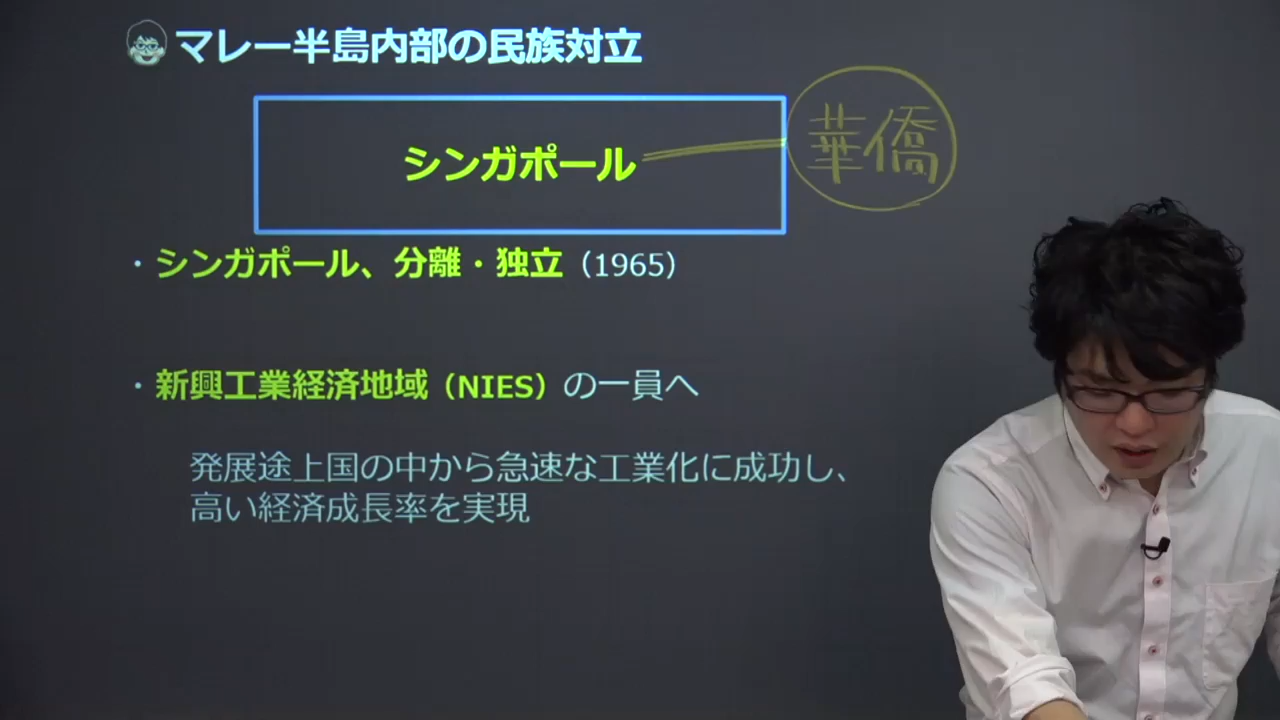 マレー半島内部の民族対立
シンガポール
華僑
・シンガポール、分離・独立（1965）
・新興工業経済地域（NIES）の一員へ
発展途上国の中から急速な工業化に成功し、
高い経済成長率を実現